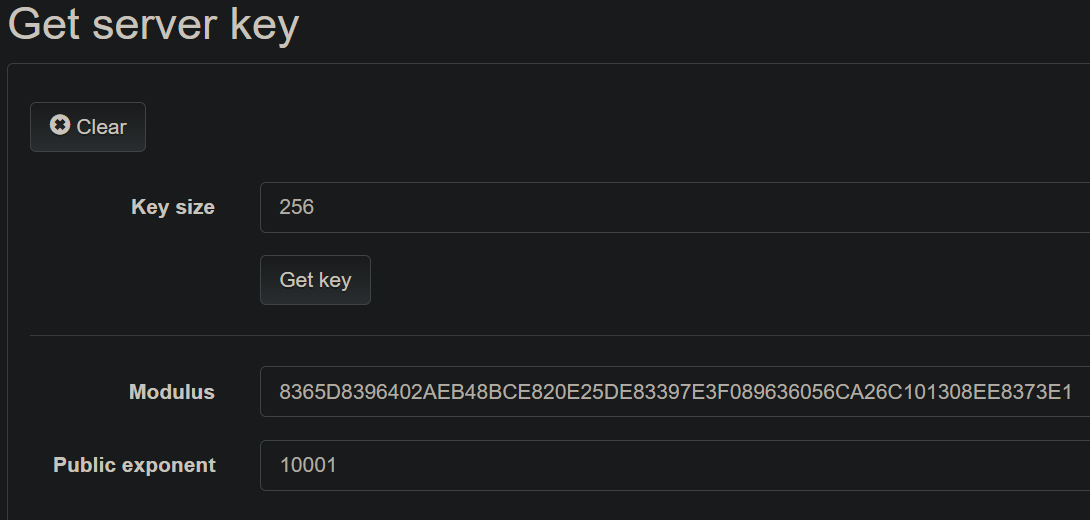 Get server key
Clear
Key size
256
Get key
Modulus
8365D8396402AEB48BCE820E25DE83397E3F089636056CA26C101308EE8373E1
Public exponent
10001